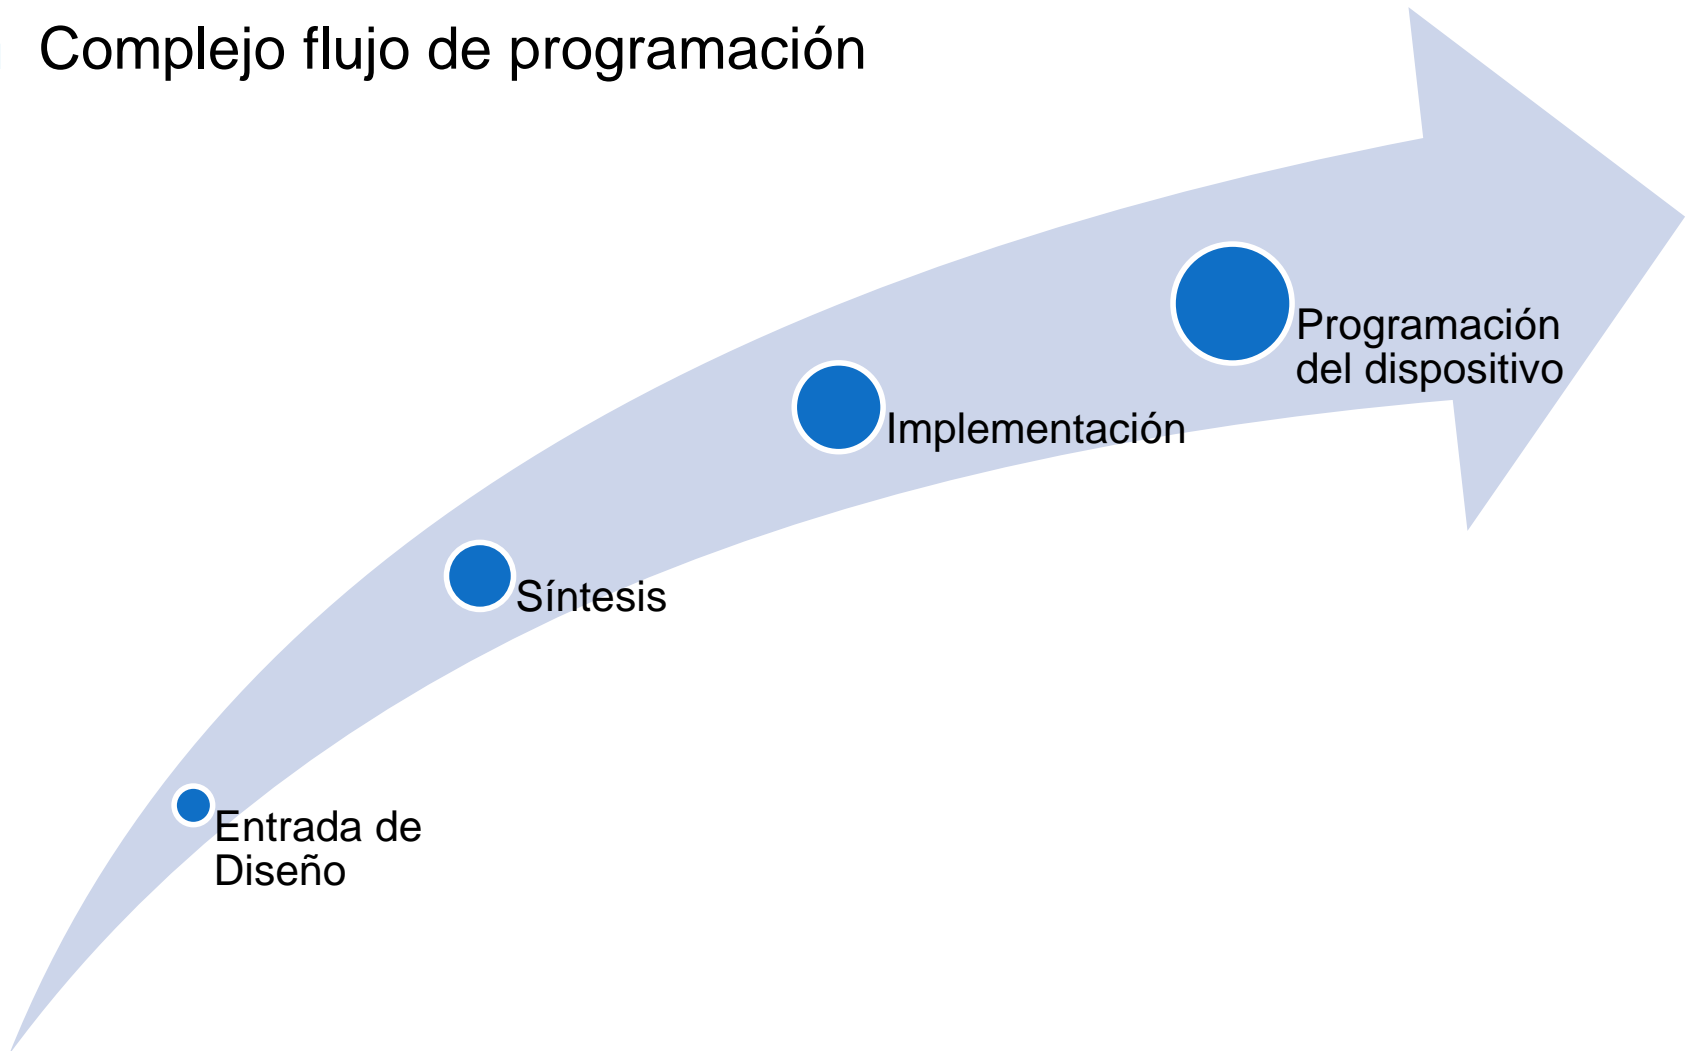 Complejo flujo de programación
Programación
del dispositivo
Implementación
Síntesis
Entrada de
Diseño